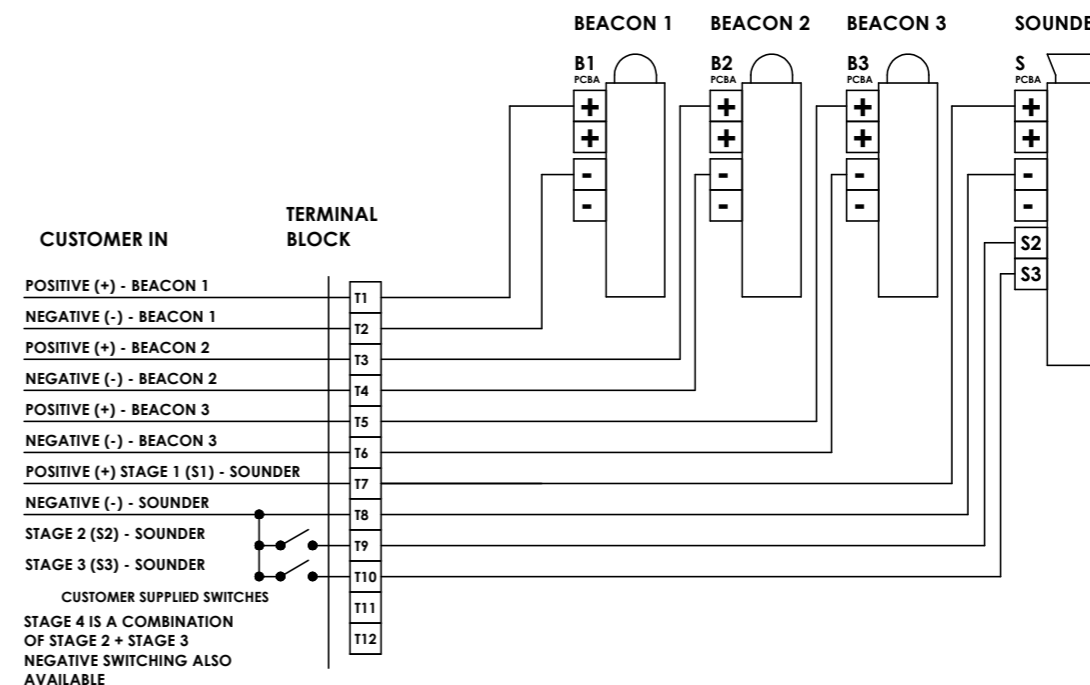 BEACON 1
BEACON 2
BEACON 3
SOUNDE
B1
PCBA
B2
PCBA
B3
PCBA
S
PCBA
+
+
-
-
+
+
-
-
+
+
-
-
+
+
-
-
S2
S3
CUSTOMER IN
TERMINAL
BLOCK
POSITIVE (+) - BEACON 1
T1
NEGATIVE (-) - BEACON 1
T2
POSITIVE (+) - BEACON 2
T3
NEGATIVE (-) - BEACON 2
T4
POSITIVE (+) - BEACON 3
T5
NEGATIVE (-) - BEACON 3
T6
POSITIVE (+) STAGE 1 (S1) - SOUNDER
T7
NEGATIVE (-) - SOUNDER
T8
STAGE 2 (S2) - SOUNDER
T9
STAGE 3 (S3) - SOUNDER
T10
T11
T12
CUSTOMER SUPPLIED SWITCHES
STAGE 4 IS A COMBINATION
OF STAGE 2 + STAGE 3
NEGATIVE SWITCHING ALSO
AVAILABLE